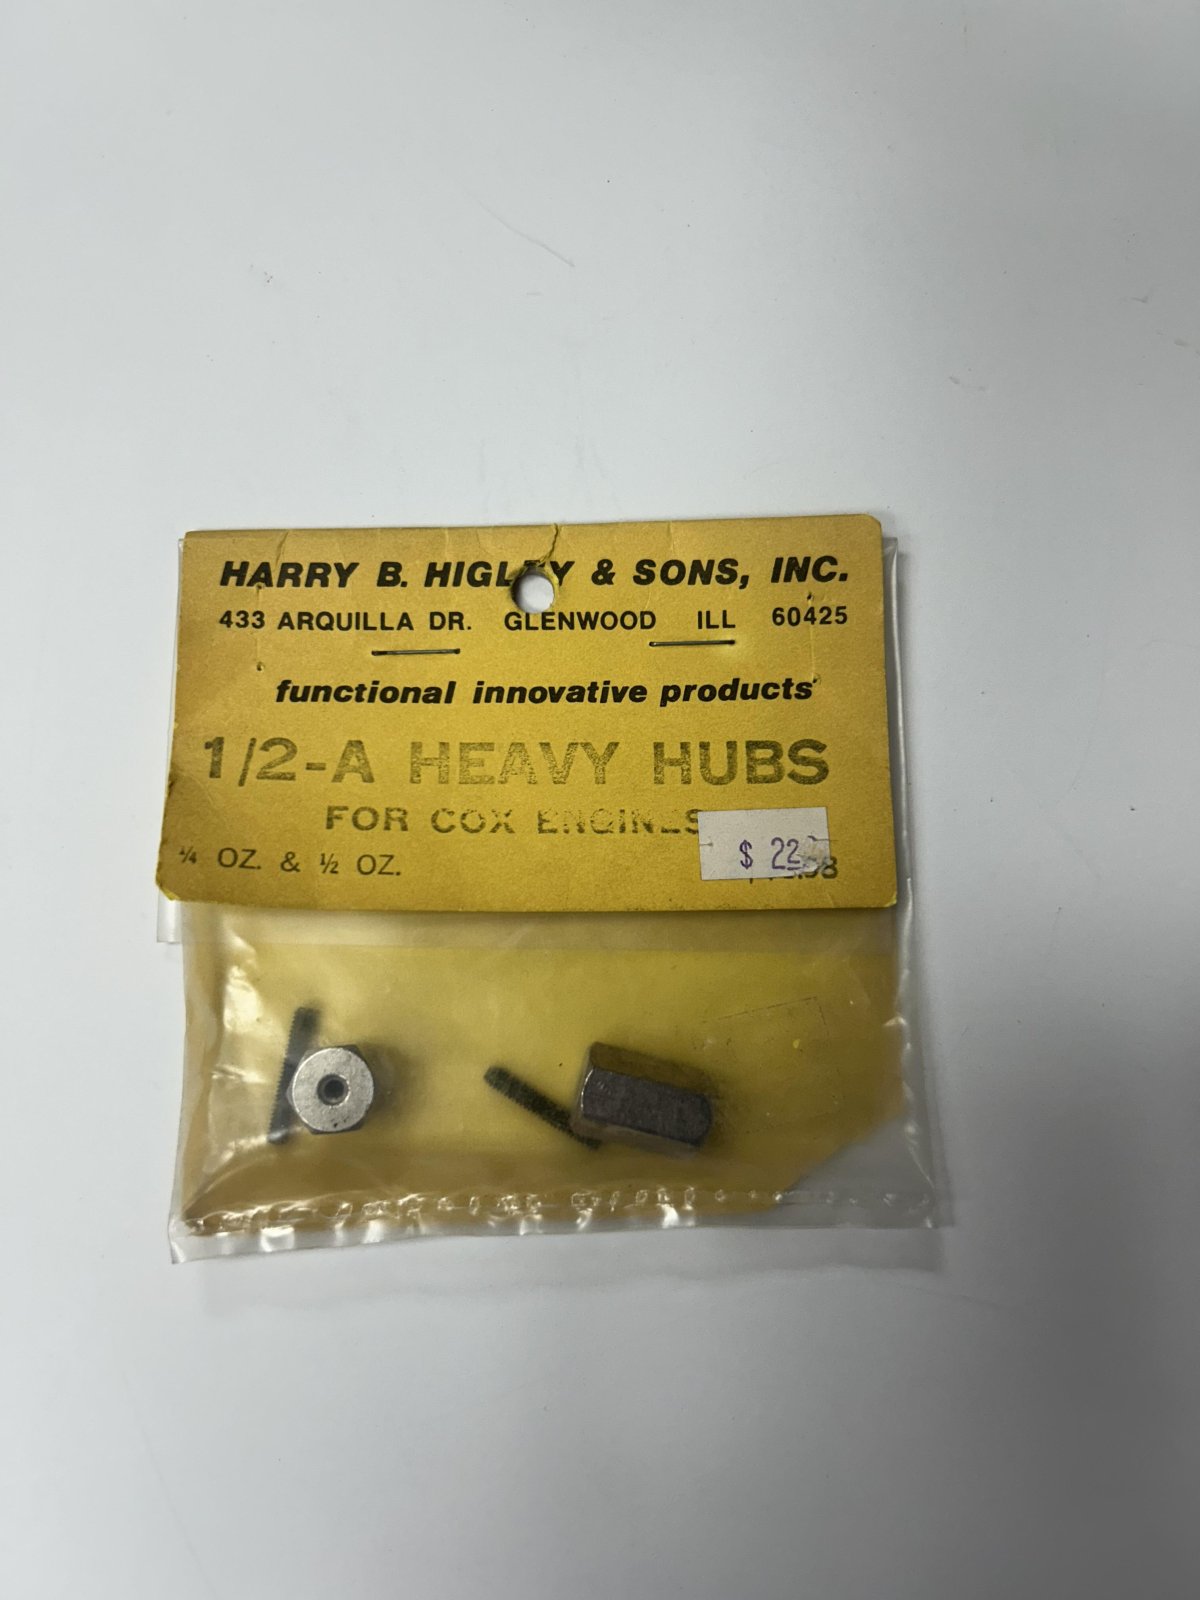 HARRY B. HIGLEY & SONS, INC.
433 ARQUILLA DR. GLENWOOD ILL 60425
functional innovative products
1/2-A HEAVY HUBS
FOR COX ENGINES
¼ OZ. & ½ OZ.
$ 22